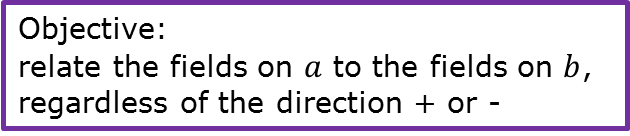 Objective:
relate the fields on a to the fields on b,
regardless of the direction + or -